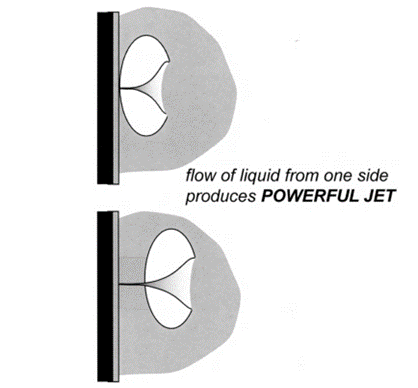 flow of liquid from one side
produces POWERFUL JET